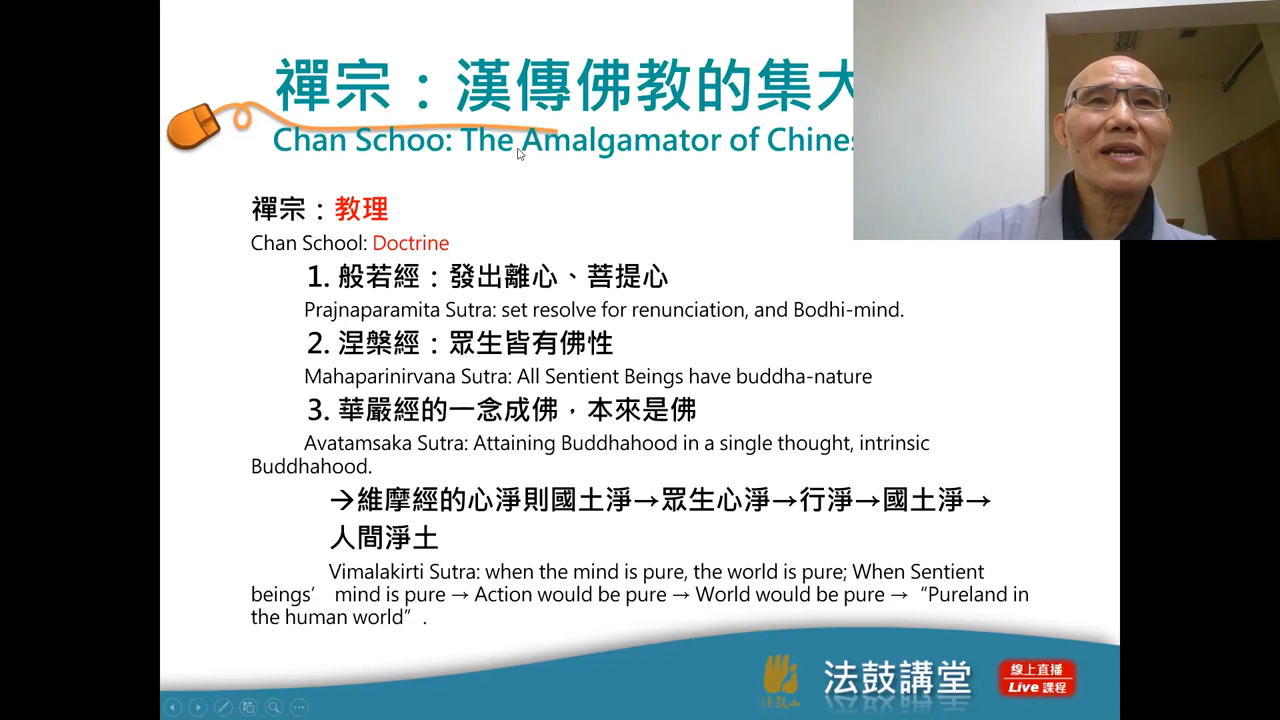 禪宗：漢傳佛教的集大
Chan Schoo: The Amalgamator of Chines
禪宗：教理
Chan School: Doctrine
1. 般若經：發出離心、菩提心
Prajnaparamita Sutra: set resolve for renunciation, and Bodhi-mind.
2. 涅槃經：眾生皆有佛性
Mahaparinirvana Sutra: All Sentient Beings have buddha-nature
3. 華嚴經的一念成佛，本來是佛
Avatamsaka Sutra: Attaining Buddhahood in a single thought, intrinsic
Buddhahood.
→維摩經的心淨則國土淨→眾生心淨→行淨→國土淨→
人間淨土
Vimalakirti Sutra: when the mind is pure, the world is pure; When Sentient
beings’ mind is pure → Action would be pure → World would be pure → “Pureland in
the human world”.
法鼓山
法鼓講堂
線上直播
Live 課程